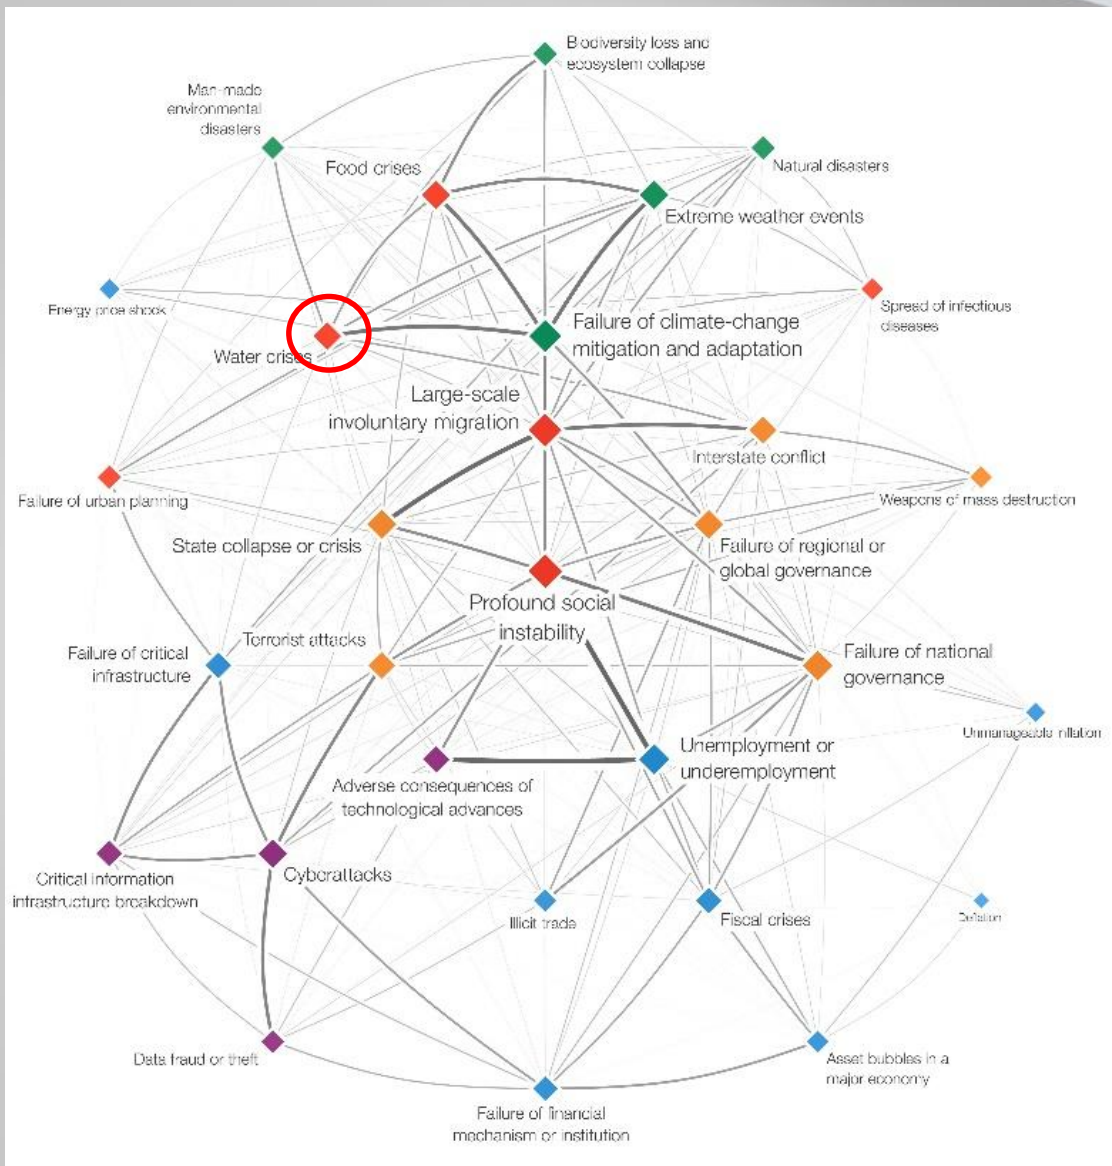 Biodiversity loss and
ecosystem collapse
Man-made
environmental
disasters
Food crises
Natural disasters
Extreme weather events
Energy price shock
Spread of infectious
diseases
Water crises
Failure of climate-change
mitigation and adaptation
Large-scale
involuntary migration
Interstate conflict
Failure of urban planning
Weapons of mass destruction
State collapse or crisis
Failure of regional or
global governance
Profound social
instability
Terrorist attacks
Failure of critical
infrastructure
Failure of national
governance
Unmanageable inflation
Unemployment or
underemployment
Adverse consequences of
technological advances
Critical information
infrastructure breakdown
Cyberattacks
Illicit trade
Fiscal crises
Deflation
Data fraud or theft
Asset bubbles in a
major economy
Failure of financial
mechanism or institution